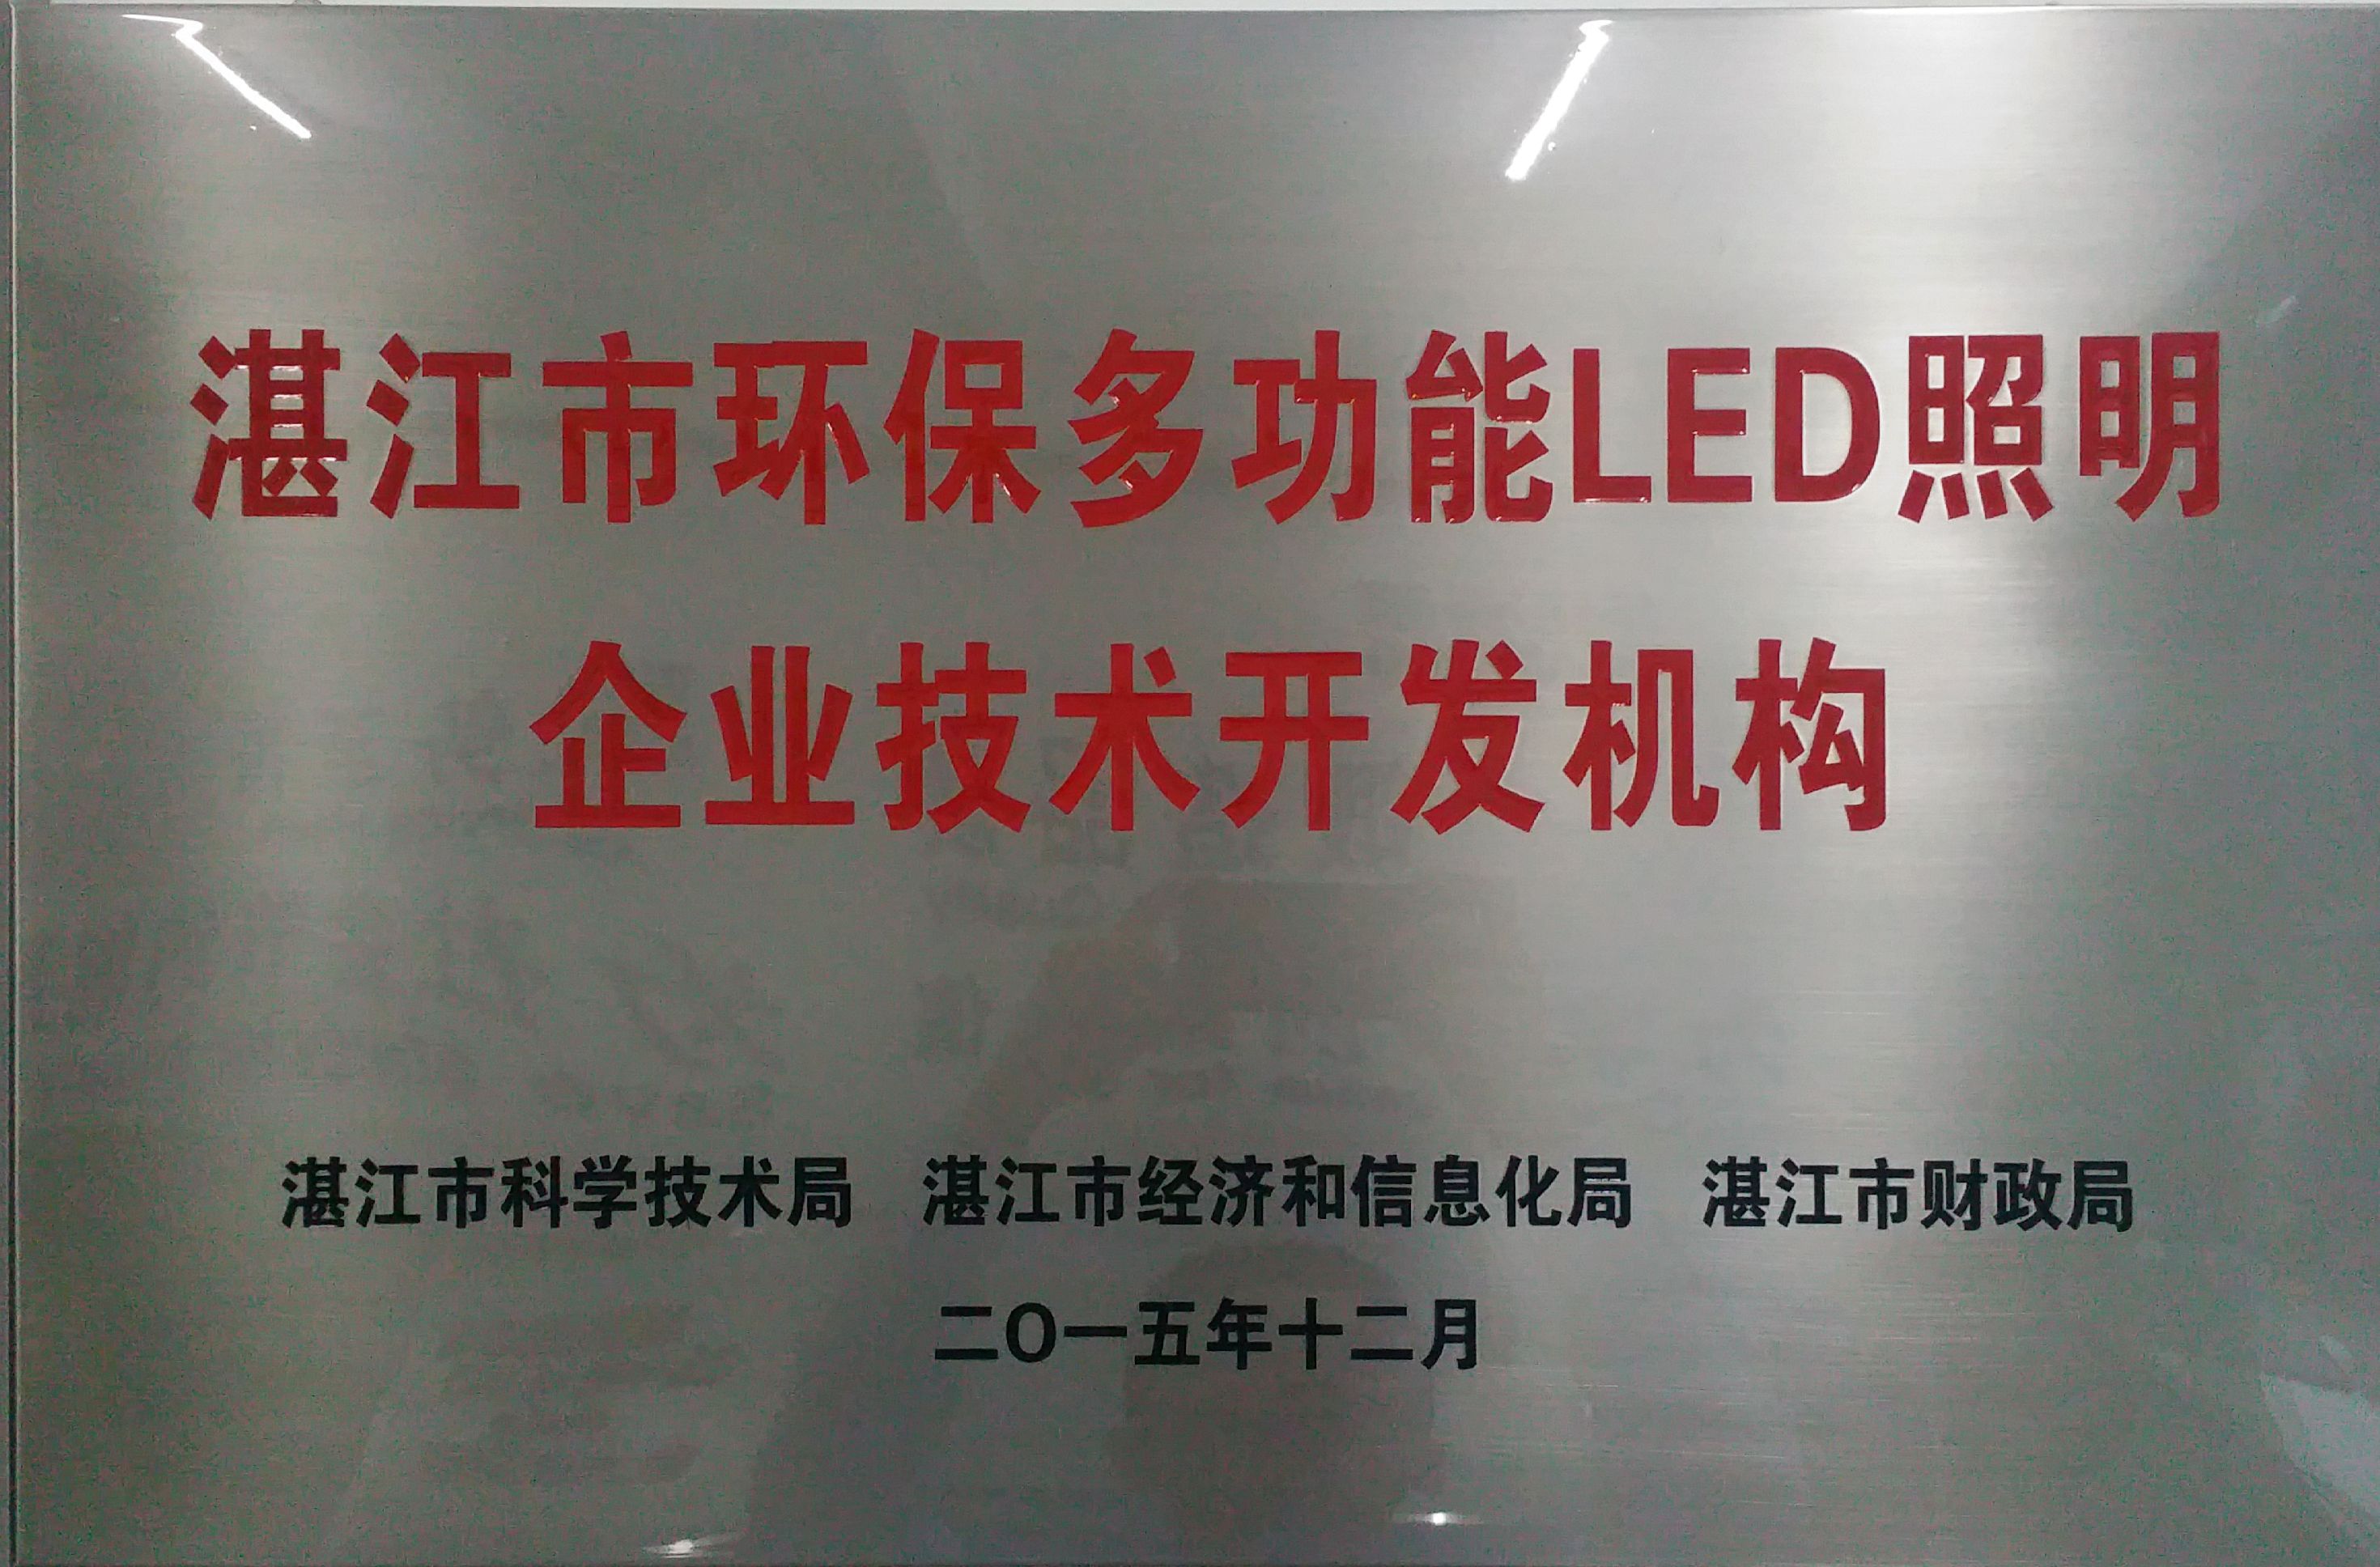 湛江市环保多功能LED照明
企业技术开发机构
湛江市科学技术局 湛江市经济和信息化局 湛江市财政局
二〇一五年十二月